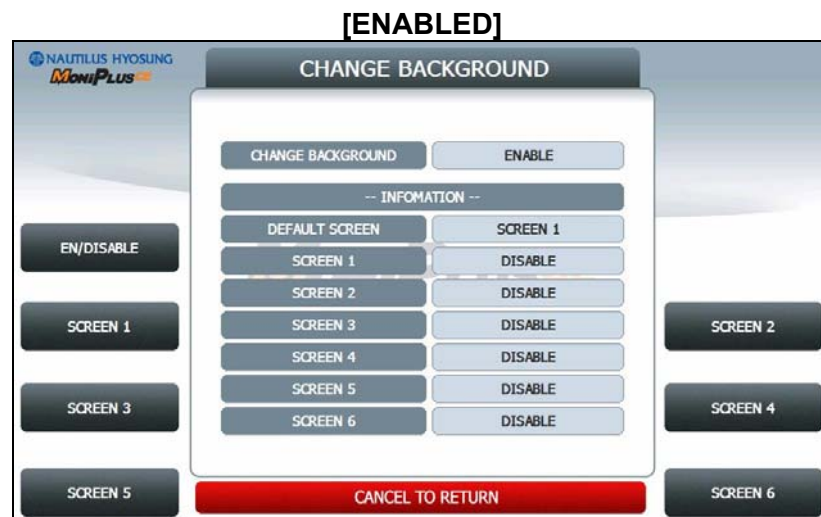 [ENABLED]
NAUTILUS HYOSUNG
MONIPLUS CE
CHANGE BACKGROUND
CHANGE BACKGROUND ENABLE
-- INFOMATION --
DEFAULT SCREEN SCREEN 1
EN/DISABLE
SCREEN 1 DISABLE
SCREEN 2 DISABLE
SCREEN 1
SCREEN 3 DISABLE
SCREEN 2
SCREEN 4 DISABLE
SCREEN 5 DISABLE
SCREEN 3
SCREEN 6 DISABLE
SCREEN 4
SCREEN 5
CANCEL TO RETURN
SCREEN 6